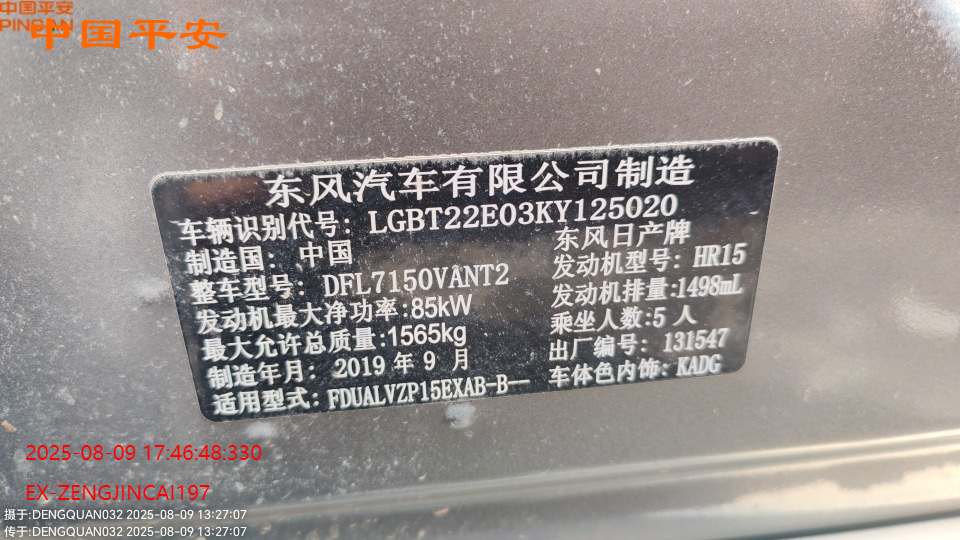 中国平安
PINGAN
中国平安
东风汽车有限公司制造
车辆识别代号: LGBT22E03KY125020
制造国: 中国 东风日产牌
整车型号: DFL7150VANT2 发动机型号: HR15
发动机最大净功率:85kW 发动机排量:1498mL
最大允许总质量:1565kg 乘坐人数:5 人
制造年月: 2019 年 9 月 出厂编号: 131547
适用型式: FDUALVZP15EXAB-B-- 车体色内饰: KADG
2025-08-09 17:46:48:330
EX-ZENGJINCAI197
摄于:DENGQUAN032 2025-08-09 13:27:07
传于:DENGQUAN032 2025-08-09 13:27:07